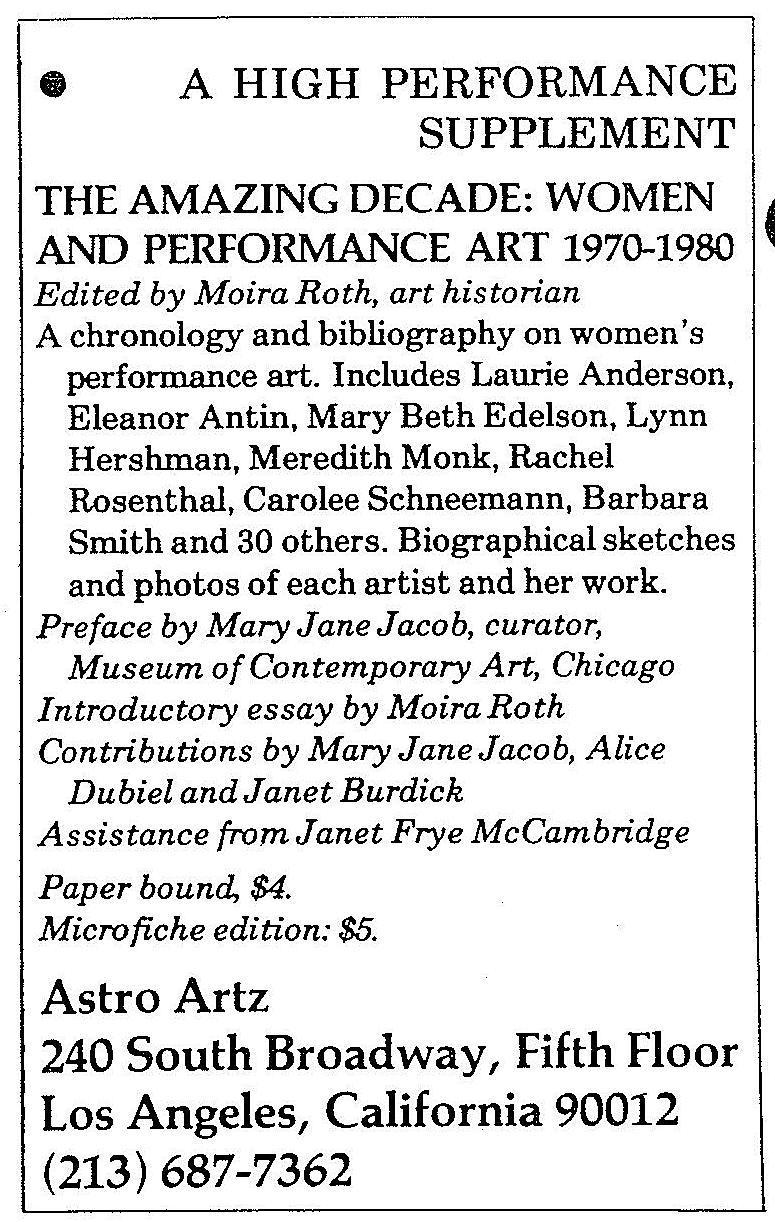 A HIGH PERFORMANCE
SUPPLEMENT
THE AMAZING DECADE: WOMEN
AND PERFORMANCE ART 1970-1980
Edited by Moira Roth, art historian
A chronology and bibliography on women's
performance art. Includes Laurie Anderson,
Eleanor Antin, Mary Beth Edelson, Lynn
Hershman, Meredith Monk, Rachel
Rosenthal, Carolee Schneemann, Barbara
Smith and 30 others. Biographical sketches
and photos of each artist and her work.
Preface by Mary Jane Jacob, curator,
Museum of Contemporary Art, Chicago
Introductory essay by Moira Roth
Contributions by Mary Jane Jacob, Alice
Dubiel and Janet Burdick
Assistance from Janet Frye McCambridge
Paper bound, $4.
Microfiche edition: $5.
Astro Artz
240 South Broadway, Fifth Floor
Los Angeles, California 90012
(213) 687-7362